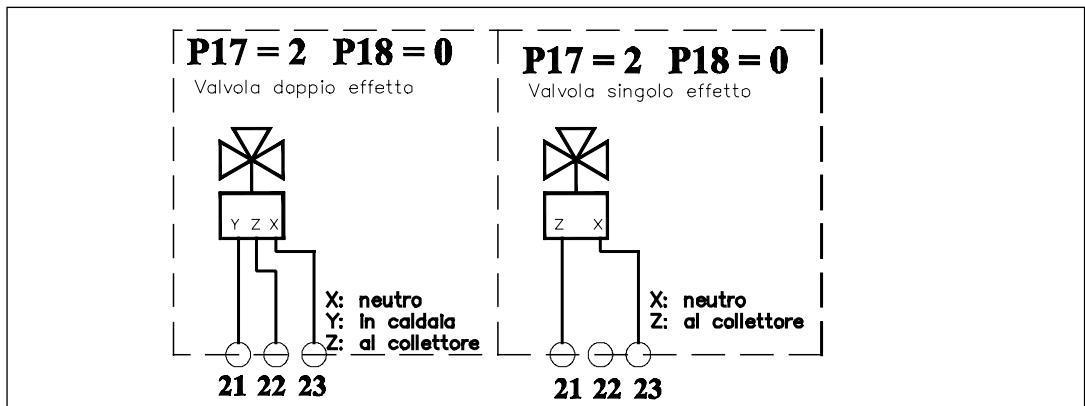 P17 = 2 P18 = 0
Valvola doppio effetto
Y Z X
X: neutro
Y: in caldaia
Z: al collettore
21 22 23
P17 = 2 P18 = 0
Valvola singolo effetto
Z X
X: neutro
Z: al collettore
21 22 23